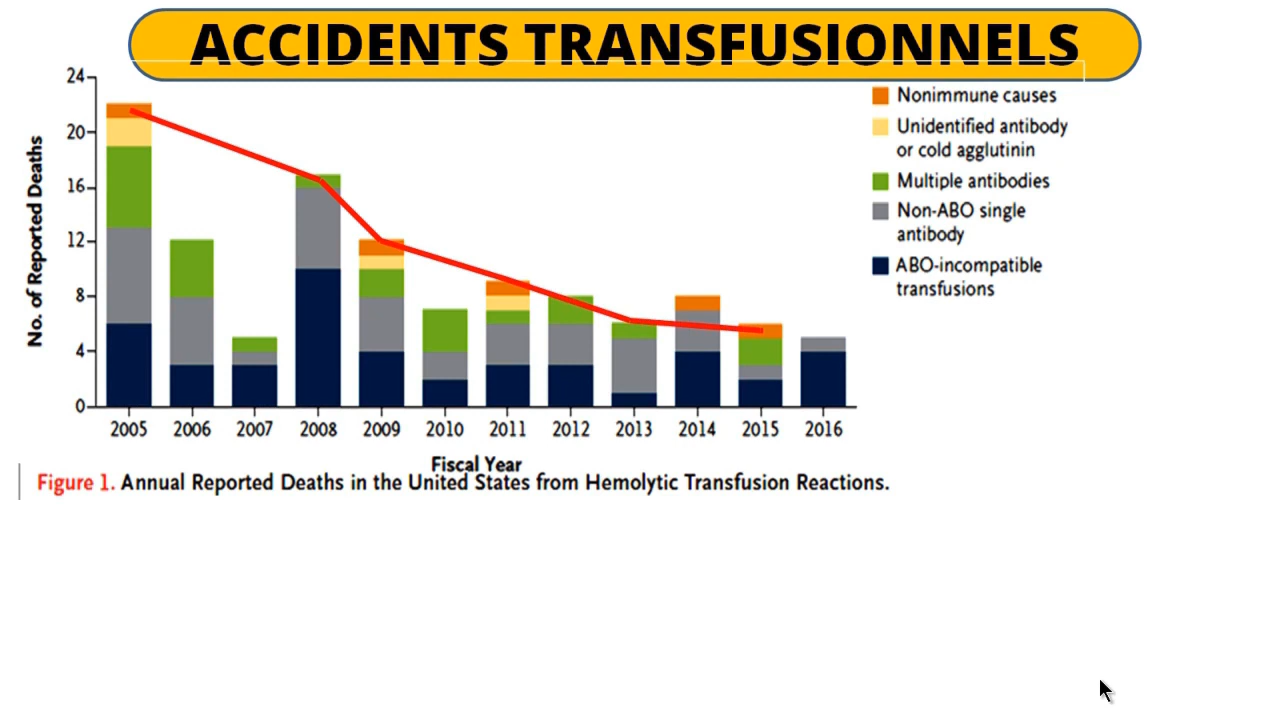 ACCIDENTS TRANSFUSIONNELS
24
20
16
12
8
4
0
No. of Reported Deaths
Nonimmune causes
Unidentified antibody
or cold agglutinin
Multiple antibodies
Non-ABO single
antibody
ABO-incompatible
transfusions
2005 2006 2007 2008 2009 2010 2011 2012 2013 2014 2015 2016
Fiscal Year
Figure 1. Annual Reported Deaths in the United States from Hemolytic Transfusion Reactions.